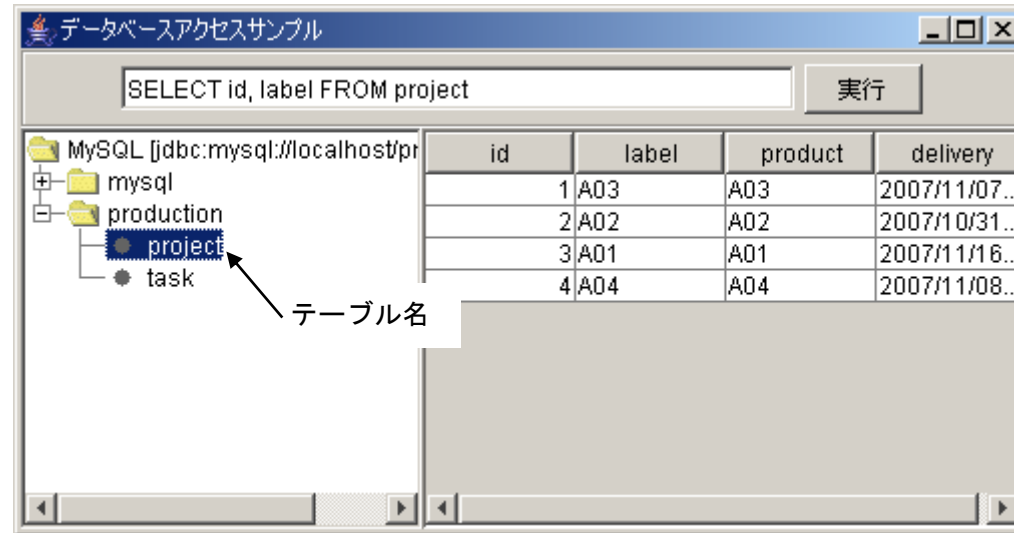 データベースアクセスサンプル
SELECT id, label FROM project
実行
MySQL [jdbc:mysql://localhost/pr
mysql
production
project
task
テーブル名
id label product delivery
1 A03 A03 2007/11/07..
2 A02 A02 2007/10/31..
3 A01 A01 2007/11/16..
4 A04 A04 2007/11/08..